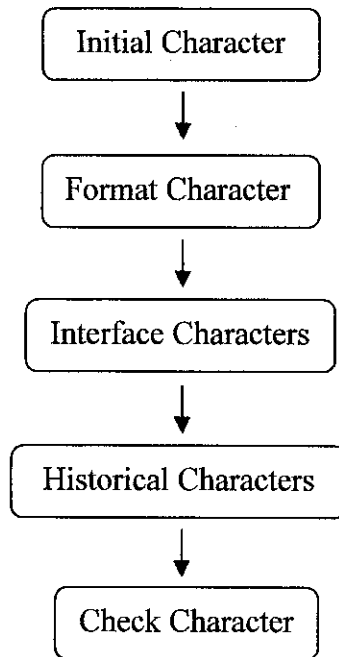 Initial Character
Format Character
Interface Characters
Historical Characters
Check Character